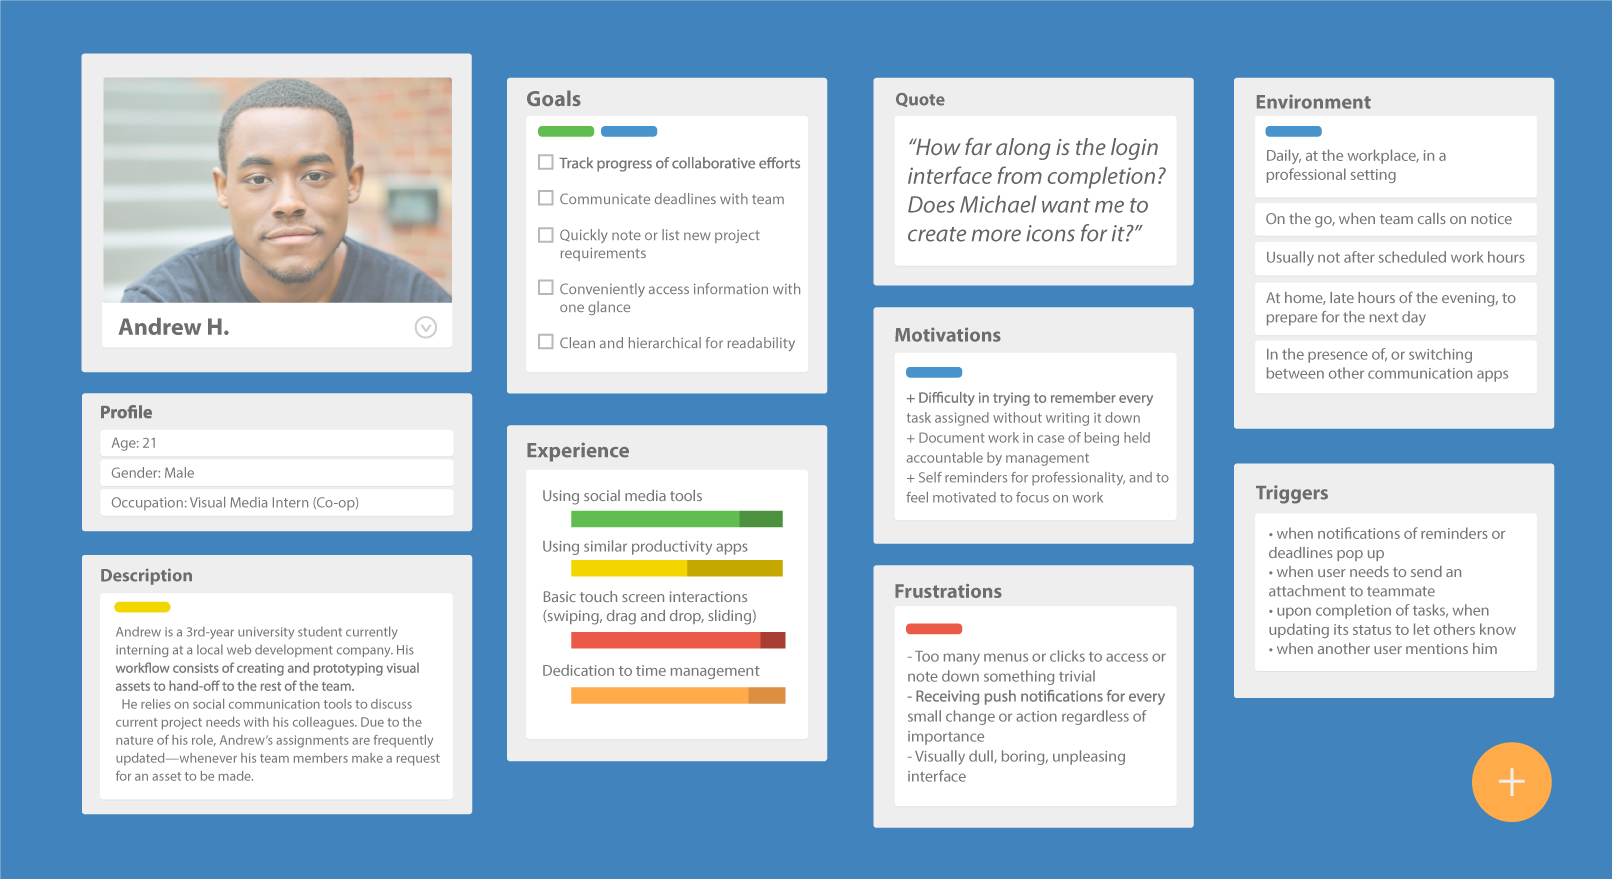 Andrew H.
Profile
Age: 21
Gender: Male
Occupation: Visual Media Intern (Co-op)
Description
Andrew is a 3rd-year university student currently
interning at a local web development company. His
workflow consists of creating and prototyping visual
assets to hand-off to the rest of the team.
He relies on social communication tools to discuss
current project needs with his colleagues. Due to the
nature of his role, Andrew’s assignments are frequently
updated—whenever his team members make a request
for an asset to be made.
Goals
Track progress of collaborative efforts
Communicate deadlines with team
Quickly note or list new project
requirements
Conveniently access information with
one glance
Clean and hierarchical for readability
Experience
Using social media tools
Using similar productivity apps
Basic touch screen interactions
(swiping, drag and drop, sliding)
Dedication to time management
Quote
“How far along is the login
interface from completion?
Does Michael want me to
create more icons for it?”
Motivations
+ Difficulty in trying to remember every
task assigned without writing it down
+ Document work in case of being held
accountable by management
+ Self reminders for professionality, and to
feel motivated to focus on work
Frustrations
- Too many menus or clicks to access or
note down something trivial
- Receiving push notifications for every
small change or action regardless of
importance
- Visually dull, boring, unpleasing
interface
Environment
Daily, at the workplace, in a
professional setting
On the go, when team calls on notice
Usually not after scheduled work hours
At home, late hours of the evening, to
prepare for the next day
In the presence of, or switching
between other communication apps
Triggers
• when notifications of reminders or
deadlines pop up
• when user needs to send an
attachment to teammate
• upon completion of tasks, when
updating its status to let others know
• when another user mentions him
+